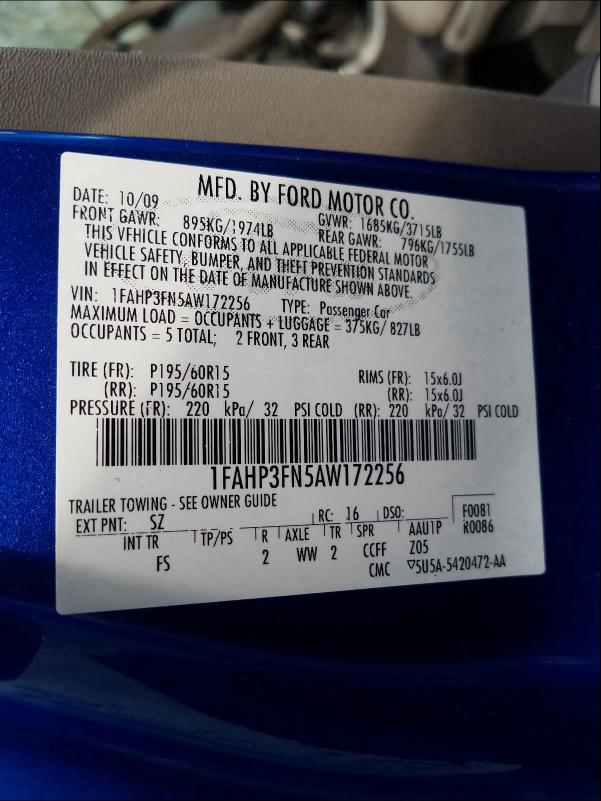 MFD. BY FORD MOTOR CO.
DATE: 10/09 GVWR: 1685KG/3715LB
FRONT GAWR: 895KG/1974LB REAR GAWR: 796KG/1755LB
THIS VEHICLE CONFORMS TO ALL APPLICABLE FEDERAL MOTOR
VEHICLE SAFETY, BUMPER, AND THEFT PREVENTION STANDARDS
IN EFFECT ON THE DATE OF MANUFACTURE SHOWN ABOVE.
VIN: 1FAHP3FN5AW172256 TYPE: Passenger Car
MAXIMUM LOAD = OCCUPANTS + LUGGAGE = 375KG/ 827LB
OCCUPANTS = 5 TOTAL; 2 FRONT, 3 REAR
TIRE (FR): P195/60R15 RIMS (FR): 15x6.0J
(RR): P195/60R15 (RR): 15x6.0J
PRESSURE (FR): 220 kPa/ 32 PSI COLD (RR): 220 kPa/ 32 PSI COLD
1FAHP3FN5AW172256
TRAILER TOWING - SEE OWNER GUIDE
EXT PNT: SZ RC: 16 DSO: F0081
INT TR TP/PS R AXLE TR SPR AAU1P R0086
FS 2 WW 2 CCFF Z05
CMC ▽5U5A-5420472-AA